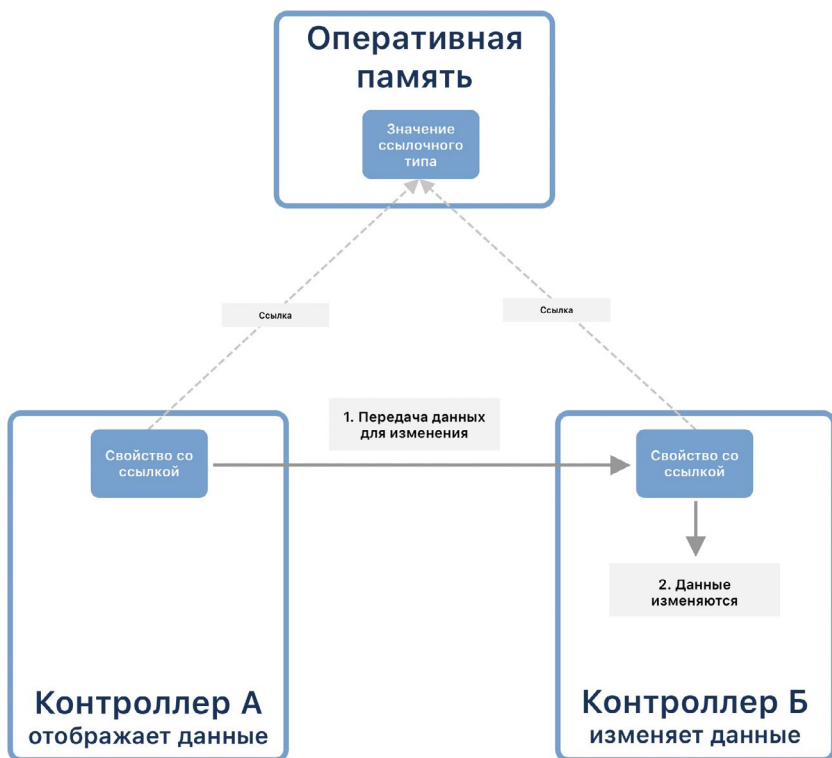 Оперативная
память
Значение
ссылочного
типа
Ссылка
Ссылка
1. Передача данных
для изменения
Свойство со
ссылкой
Свойство со
ссылкой
2. Данные
изменяются
Контроллер А
отображает данные
Контроллер Б
изменяет данные